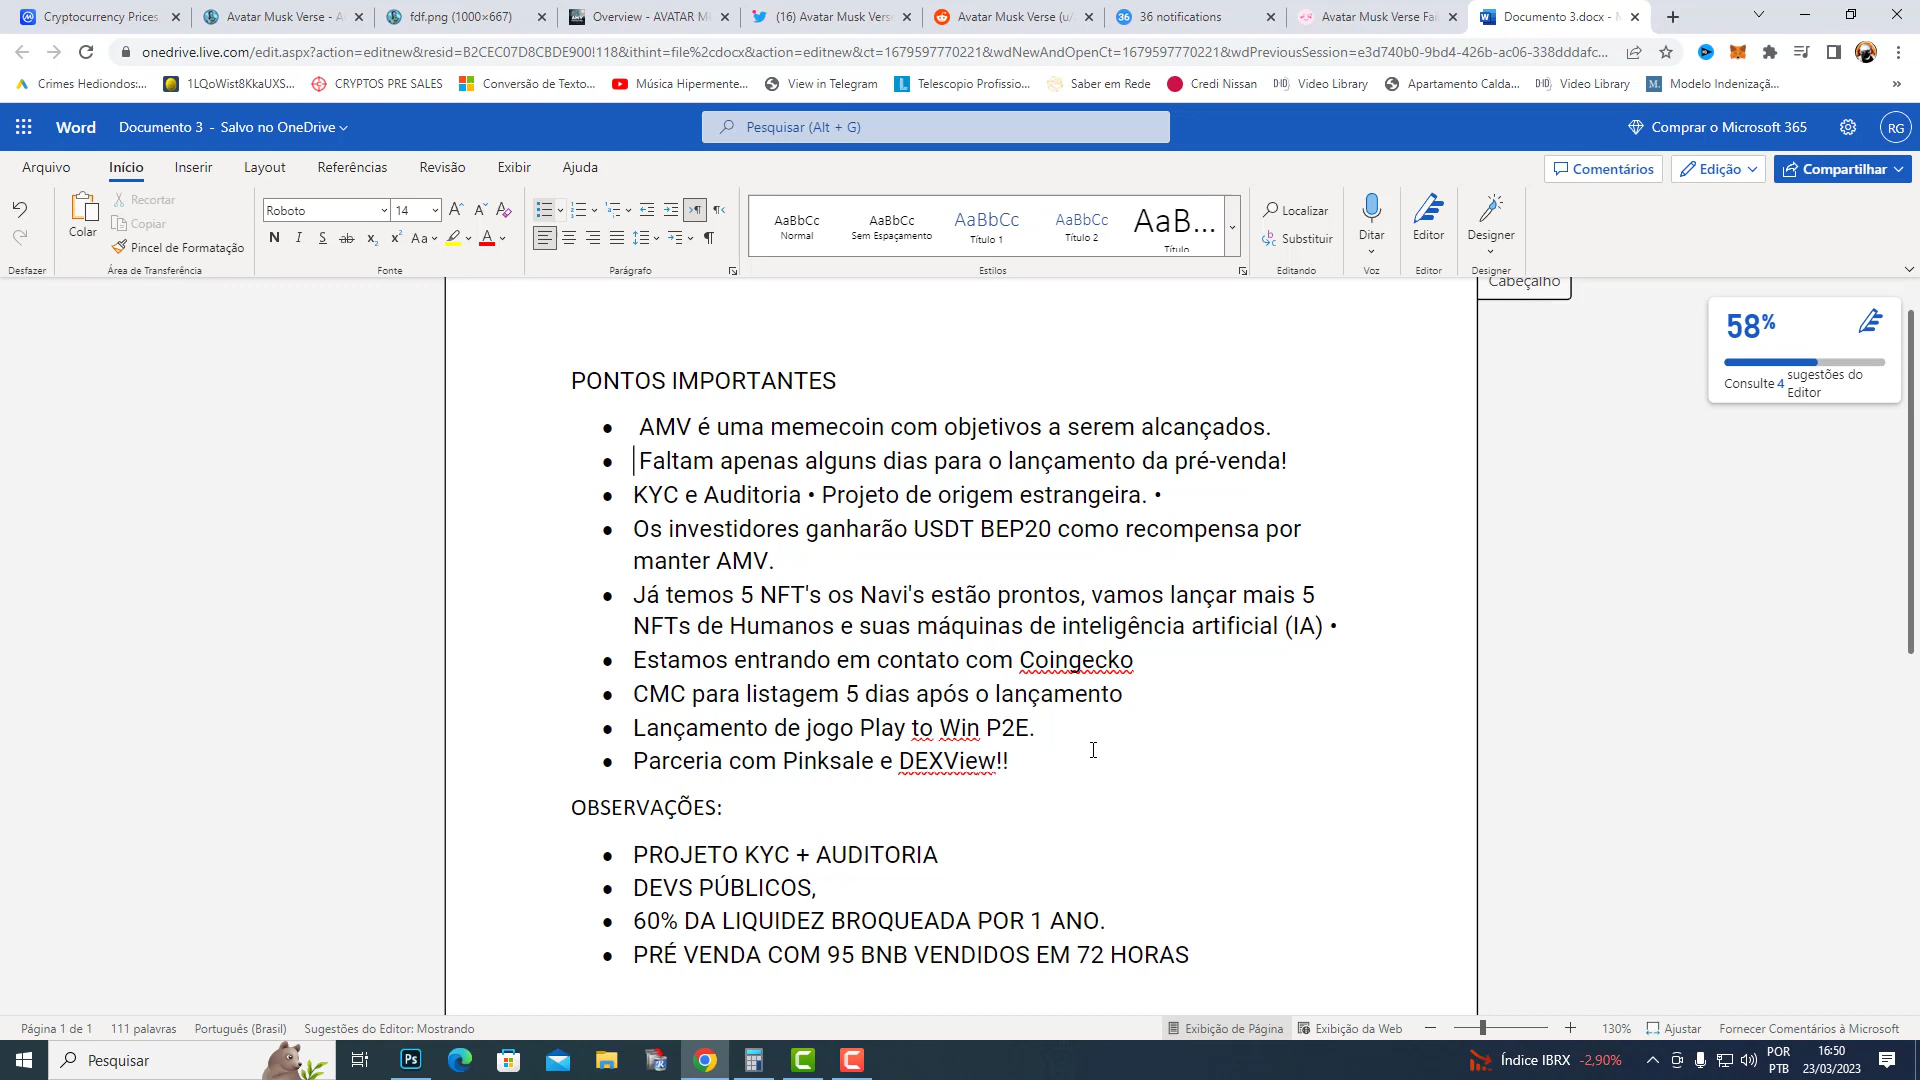 Cryptocurrency Prices,
Avatar Musk Verse - A
fdf.png (1000×667)
Overview - AVATAR M
(16) Avatar Musk Vers
Avatar Musk Verse (u/
36 notifications
Avatar Musk Verse Fai
Documento 3.docx - M
onedrive.live.com/edit.aspx?action=editnew&resid=B2CEC07D8CBDE900!118&ithint=file%2cdocx&action=editnew&ct=1679597770221&wdNewAndOpenCt=1679597770221&wdPreviousSession=e3d740b0-9bd4-426b-ac06-338dddafc...
Crimes Hediondos:...
1LQoWist8KkaUXS...
CRYPTOS PRE SALES
Conversão de Texto...
Música Hipermente...
View in Telegram
Telescopio Profissio...
Saber em Rede
Credi Nissan
Video Library
Apartamento Calda...
Video Library
Modelo Indenizaçã...
Word
Documento 3 - Salvo no OneDrive
Pesquisar (Alt + G)
Comprar o Microsoft 365
RG
Arquivo
Início
Inserir
Layout
Referências
Revisão
Exibir
Ajuda
Comentários
Edição
Compartilhar
Colar
Recortar
Copiar
Pincel de Formatação
Roboto
14
N I S ab x₂ x² Aa A
AaBbCc
Normal
AaBbCc
Sem Espaçamento
AaBbCc
Título 1
AaBbCc
Título 2
AaB...
Título
Localizar
Substituir
Ditar
Editor
Designer
Desfazer
Área de Transferência
Fonte
Parágrafo
Estilos
Editando
Voz
Editor
Designer
Cabeçalho
58%
Consulte 4 sugestões do Editor
PONTOS IMPORTANTES
• AMV é uma memecoin com objetivos a serem alcançados.
• Faltam apenas alguns dias para o lançamento da pré-venda!
• KYC e Auditoria • Projeto de origem estrangeira. •
• Os investidores ganharão USDT BEP20 como recompensa por
manter AMV.
• Já temos 5 NFT's os Navi's estão prontos, vamos lançar mais 5
NFTs de Humanos e suas máquinas de inteligência artificial (IA) •
• Estamos entrando em contato com Coingecko
• CMC para listagem 5 dias após o lançamento
• Lançamento de jogo Play to Win P2E.
• Parceria com Pinksale e DEXView!!
OBSERVAÇÕES:
• PROJETO KYC + AUDITORIA
• DEVS PÚBLICOS,
• 60% DA LIQUIDEZ BROQUEADA POR 1 ANO.
• PRÉ VENDA COM 95 BNB VENDIDOS EM 72 HORAS
Página 1 de 1
111 palavras
Português (Brasil)
Sugestões do Editor: Mostrando
Exibição de Página
Exibição da Web
130%
Ajustar
Fornecer Comentários à Microsoft
Pesquisar
Ps
Índice IBRX -2,90%
POR
PTB
16:50
23/03/2023